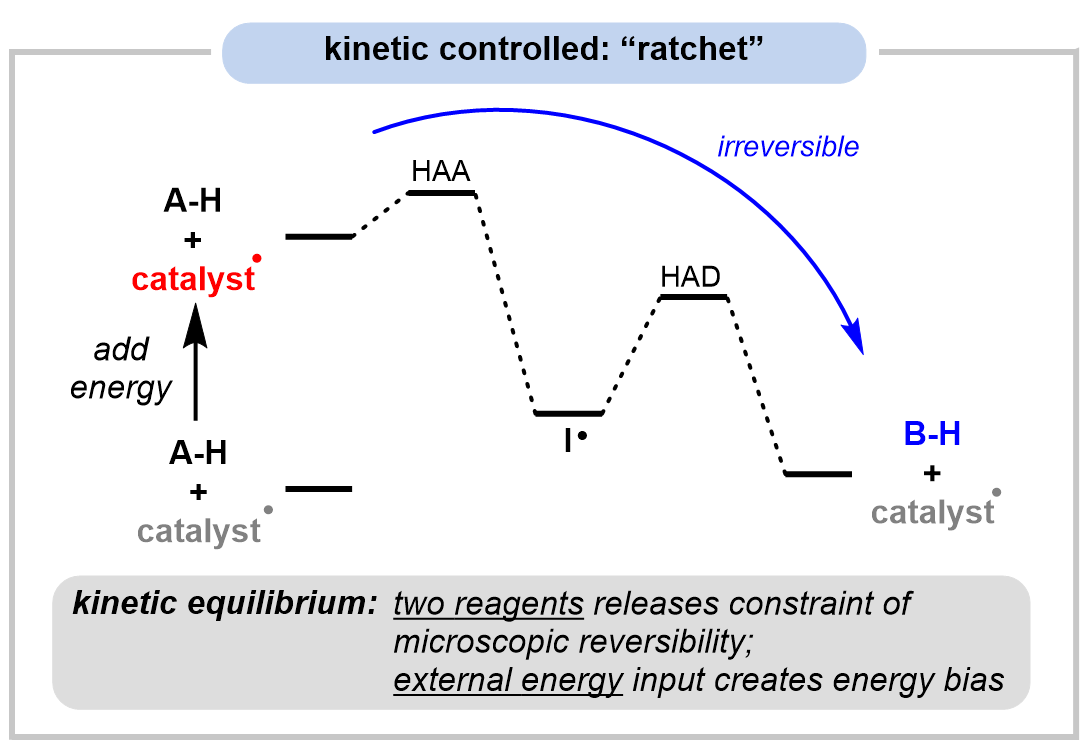 kinetic controlled: “ratchet”
irreversible
HAA
A-H
+
catalyst•
HAD
add
energy
I•
A-H
+
catalyst•
B-H
+
catalyst•
kinetic equilibrium: two reagents releases constraint of
microscopic reversibility;
external energy input creates energy bias